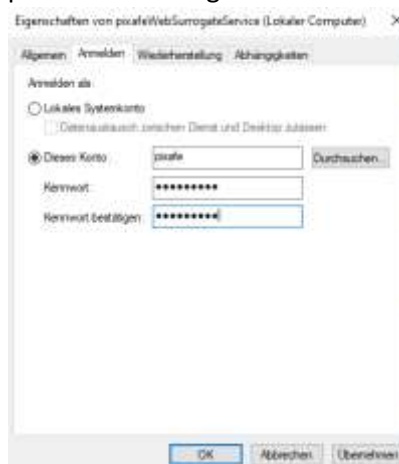 Eigenschaften von pixafeWebSurrogateService (Lokaler Computer)
Allgemein Anmelden Wiederherstellung Abhängigkeiten
Anmelden als
Lokales Systemkonto
Datenaustausch zwischen Dienst und Desktop zulassen
Dieses Konto pixafe Durchsuchen...
Kennwort: •••••••••
Kennwort bestätigen: •••••••••
OK Abbrechen Übernehmen